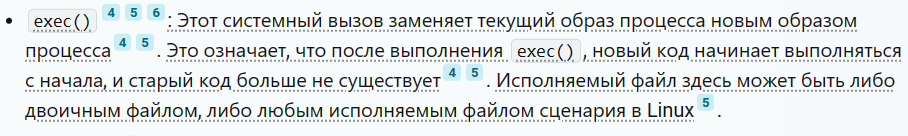 • exec() 4 5 6 : Этот системный вызов заменяет текущий образ процесса новым образом
процесса 4 5 . Это означает, что после выполнения exec() , новый код начинает выполняться
с начала, и старый код больше не существует 4 5 . Исполняемый файл здесь может быть либо
двоичным файлом, либо любым исполняемым файлом сценария в Linux 5 .